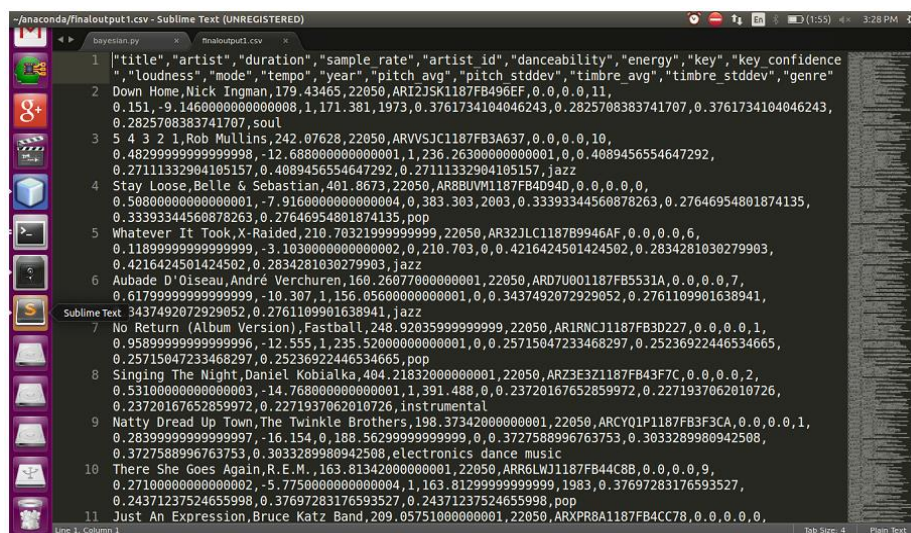 ~/anaconda/finaloutput1.csv - Sublime Text (UNREGISTERED)
En (1:55) 3:28 PM
bayesian.py × finaloutput1.csv ×
1 "title","artist","duration","sample_rate","artist_id","danceability","energy","key","key_confidence
","loudness","mode","tempo","year","pitch_avg","pitch_stddev","timbre_avg","timbre_stddev","genre"
2 Down Home,Nick Ingman,179.43465,22050,ARI2JSK1187FB496EF,0.0,0.0,11,
0.151,-9.1460000000000008,1,171.381,1973,0.3761734104046243,0.2825708383741707,0.3761734104046243,
0.2825708383741707,soul
3 5 4 3 2 1,Rob Mullins,242.07628,22050,ARVVSJC1187FB3A637,0.0,0.0,10,
0.48299999999999998,-12.688000000000001,1,236.26300000000001,0,0.4089456554647292,
0.27111332904105157,0.4089456554647292,0.27111332904105157,jazz
4 Stay Loose,Belle & Sebastian,401.8673,22050,AR8BUVM1187FB4D94D,0.0,0.0,0,
0.50800000000000001,-7.9160000000000004,0,383.303,2003,0.33393344560878263,0.27646954801874135,
0.33393344560878263,0.27646954801874135,pop
5 Whatever It Took,X-Raided,210.70321999999999,22050,AR32JLC1187B9946AF,0.0,0.0,6,
0.11899999999999999,-3.1030000000000002,0,210.703,0,0.4216424501424502,0.2834281030279903,
0.4216424501424502,0.2834281030279903,jazz
6 Aubade D'Oiseau,André Verchuren,160.26077000000001,22050,ARD7U0O1187FB5531A,0.0,0.0,7,
0.61799999999999999,-10.307,1,156.05600000000001,0,0.3437492072929052,0.2761109901638941,
Sublime Text 3437492072929052,0.2761109901638941,jazz
7 No Return (Album Version),Fastball,248.92035999999999,22050,AR1RNCJ1187FB3D227,0.0,0.0,1,
0.95899999999999996,-12.555,1,235.52000000000001,0,0.25715047233468297,0.25236922446534665,
0.25715047233468297,0.25236922446534665,pop
8 Singing The Night,Daniel Kobialka,404.21832000000001,22050,ARZ3E3Z1187FB43F7C,0.0,0.0,2,
0.53100000000000003,-14.768000000000001,1,391.488,0,0.23720167652859972,0.2271937062010726,
0.23720167652859972,0.2271937062010726,instrumental
9 Natty Dread Up Town,The Twinkle Brothers,198.37342000000001,22050,ARCYQ1P1187FB3F3CA,0.0,0.0,1,
0.28399999999999997,-16.154,0,188.56299999999999,0,0.3727588996763753,0.3033289980942508,
0.3727588996763753,0.3033289980942508,electronics dance music
10 There She Goes Again,R.E.M.,163.81342000000001,22050,ARR6LWJ1187FB44C8B,0.0,0.0,9,
0.27100000000000002,-5.7750000000000004,1,163.81299999999999,1983,0.37697283176593527,
0.24371237524655998,0.37697283176593527,0.24371237524655998,pop
11 Just An Expression,Bruce Katz Band,209.05751000000001,22050,ARXPR8A1187FB4CC78,0.0,0.0,0,
Line 1, Column 1 Tab Size: 4 Plain Text